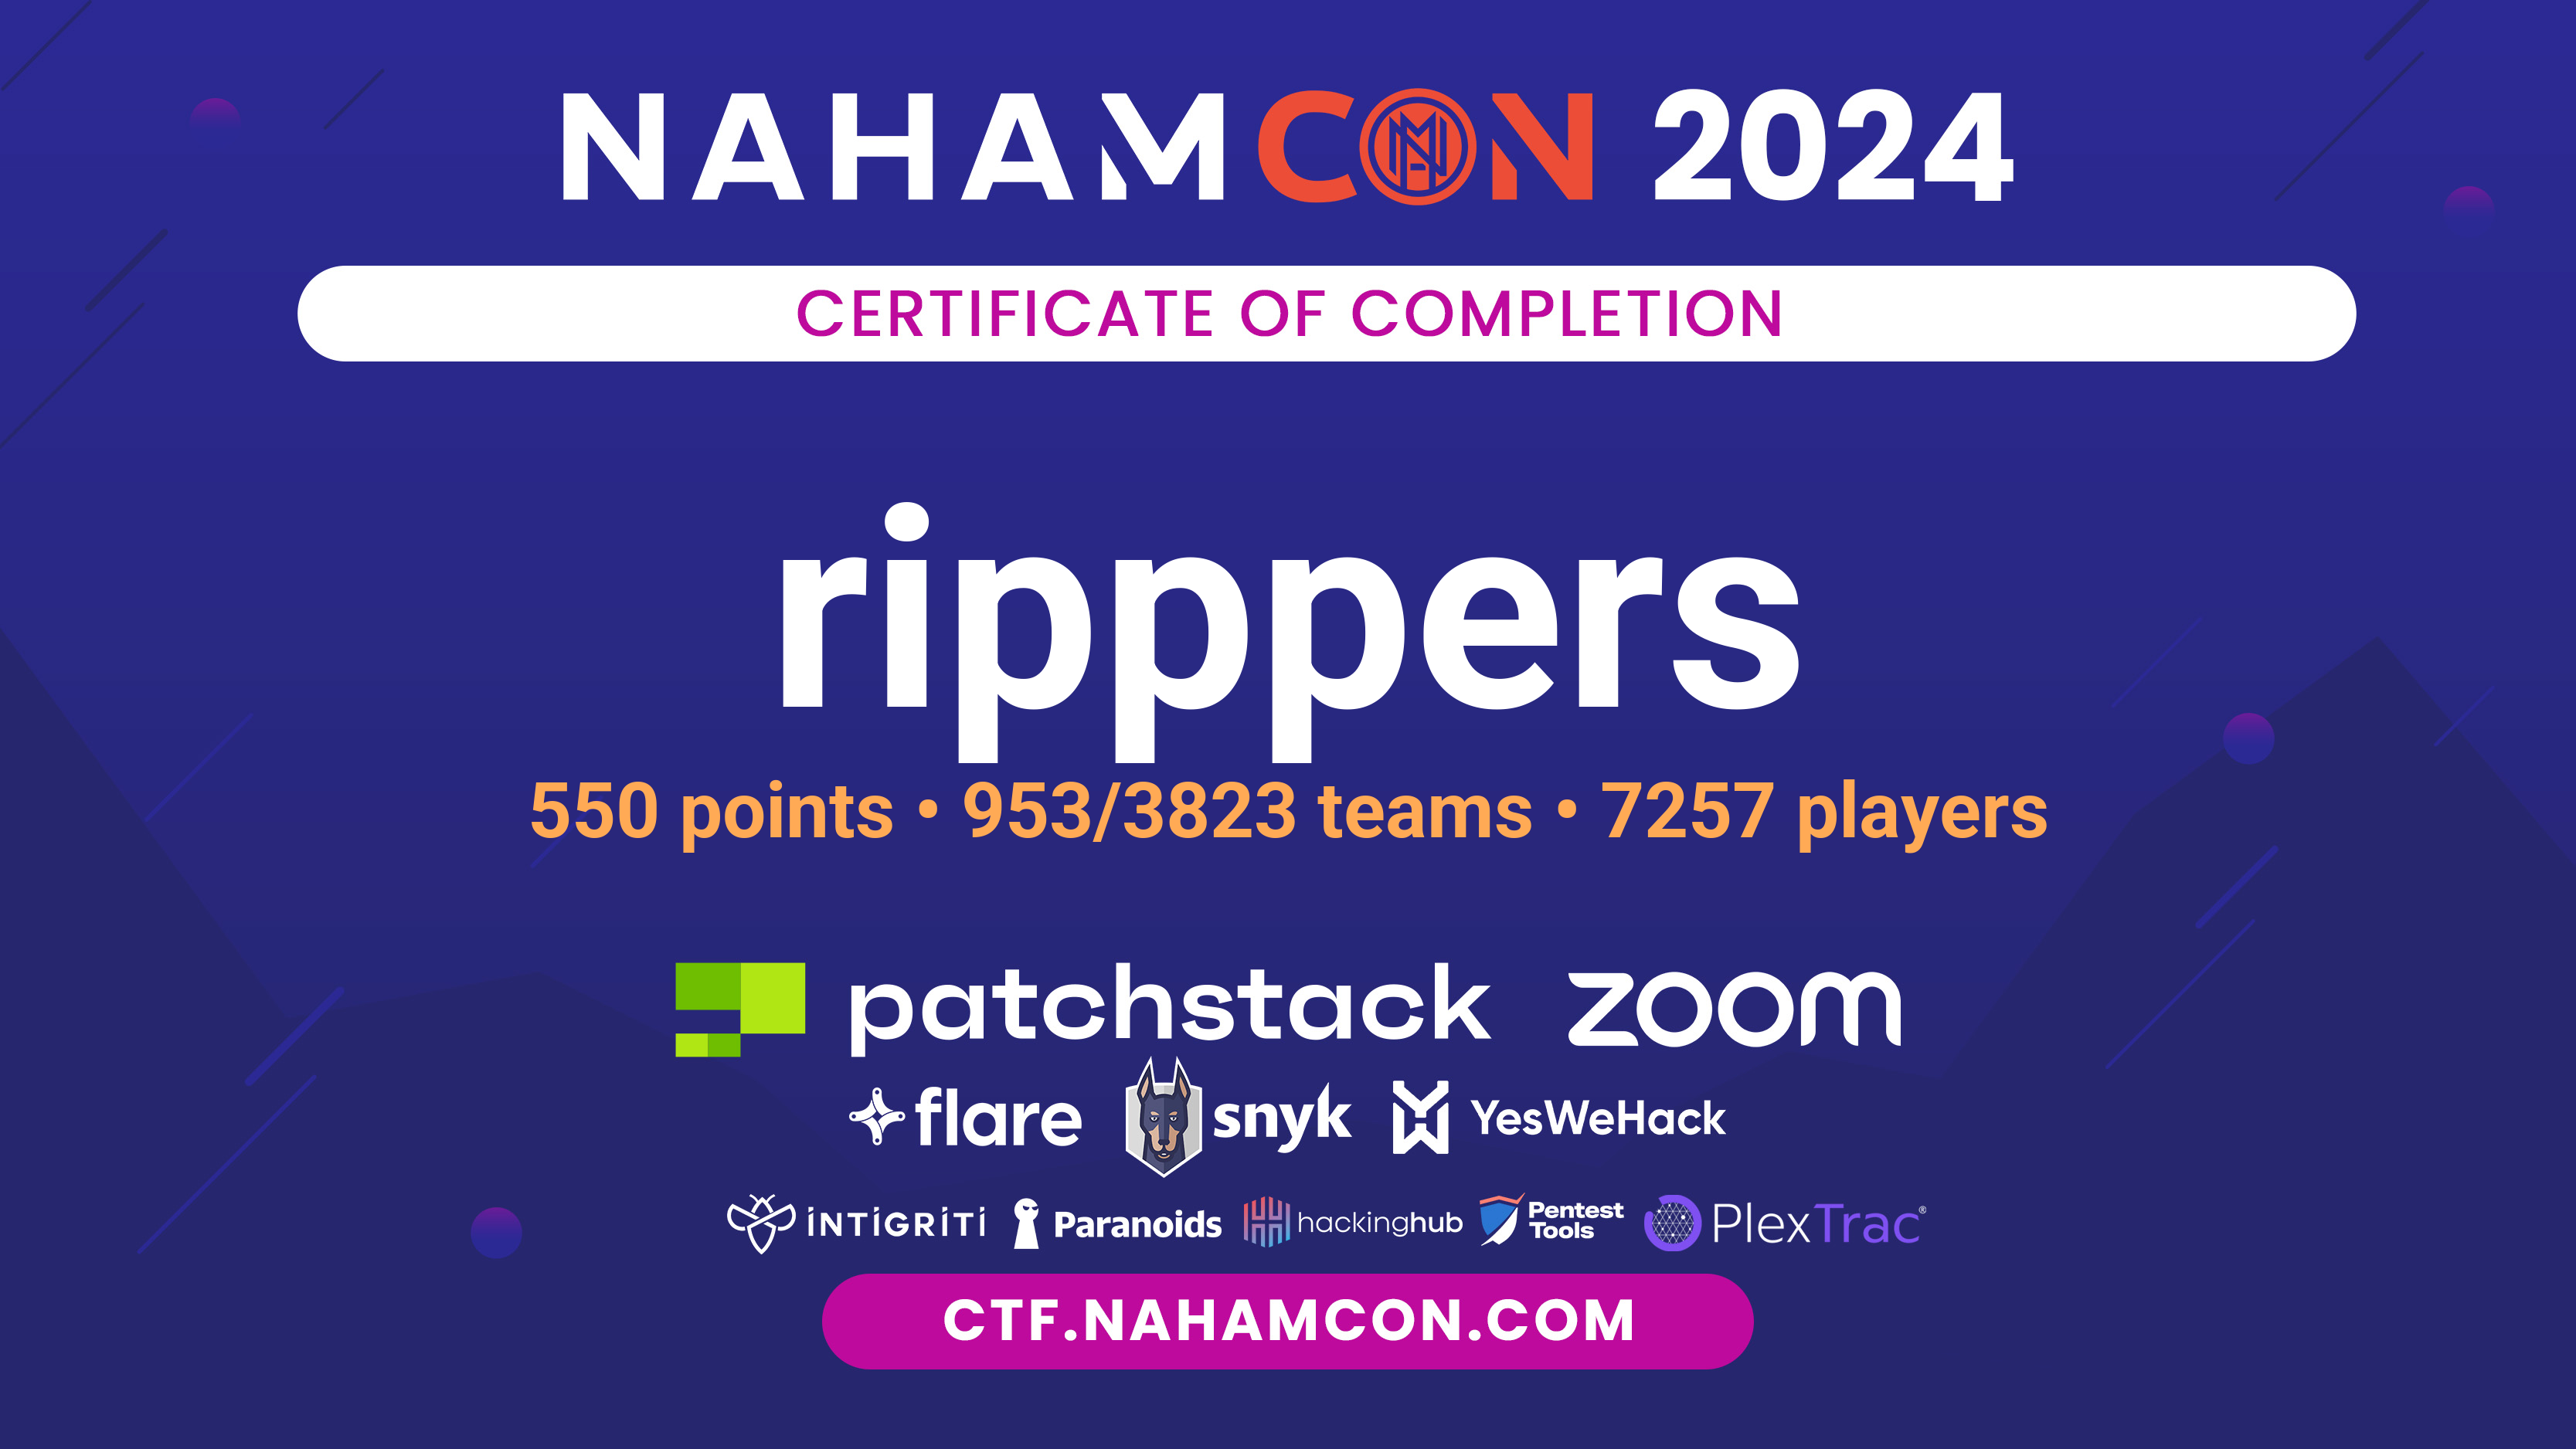 NAHAMCON 2024
CERTIFICATE OF COMPLETION
ripppers
550 points • 953/3823 teams • 7257 players
patchstack zoom
flare snyk YesWeHack
INTIGRITI Paranoids hackinghub Pentest Tools PlexTrac®
CTF.NAHAMCON.COM